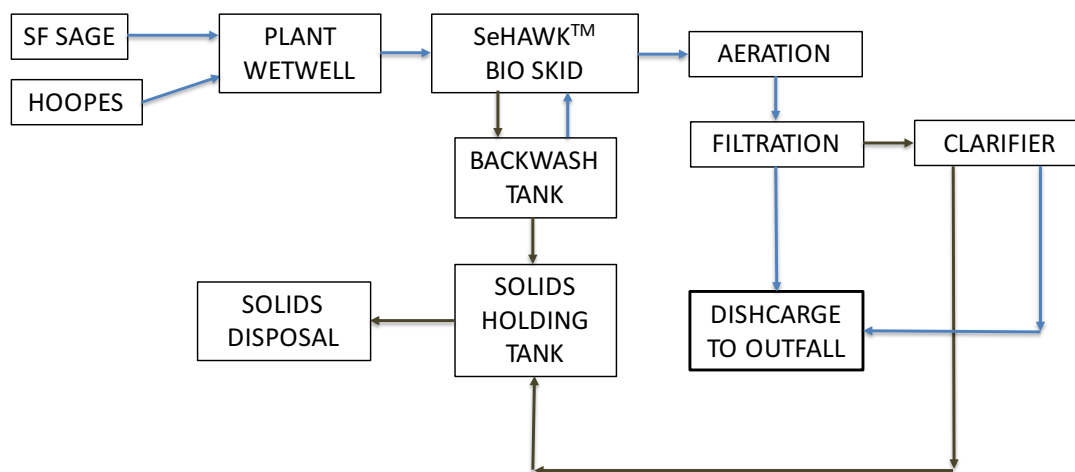 SF SAGE
HOOPES
PLANT
WETWELL
SeHAWK™
BIO SKID
AERATION
BACKWASH
TANK
FILTRATION
CLARIFIER
SOLIDS
DISPOSAL
SOLIDS
HOLDING
TANK
DISHCARGE
TO OUTFALL